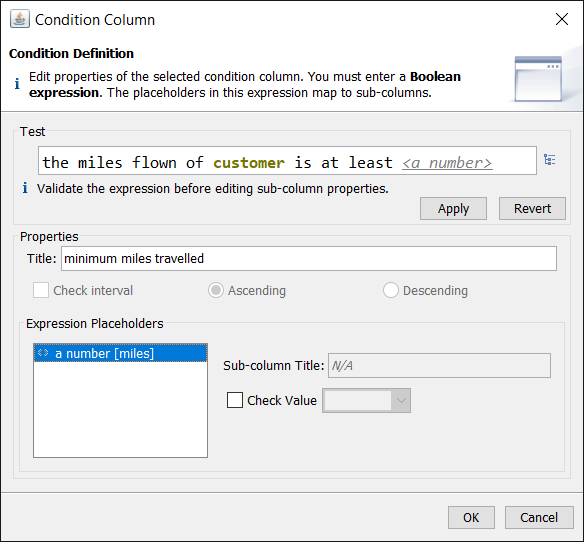 Condition Column
Condition Definition
Edit properties of the selected condition column. You must enter a Boolean
expression. The placeholders in this expression map to sub-columns.
Test
the miles flown of customer is at least <a number>
Validate the expression before editing sub-column properties.
Apply Revert
Properties
Title: minimum miles travelled
Check interval Ascending Descending
Expression Placeholders
<> a number [miles]
Sub-column Title: N/A
Check Value
OK Cancel